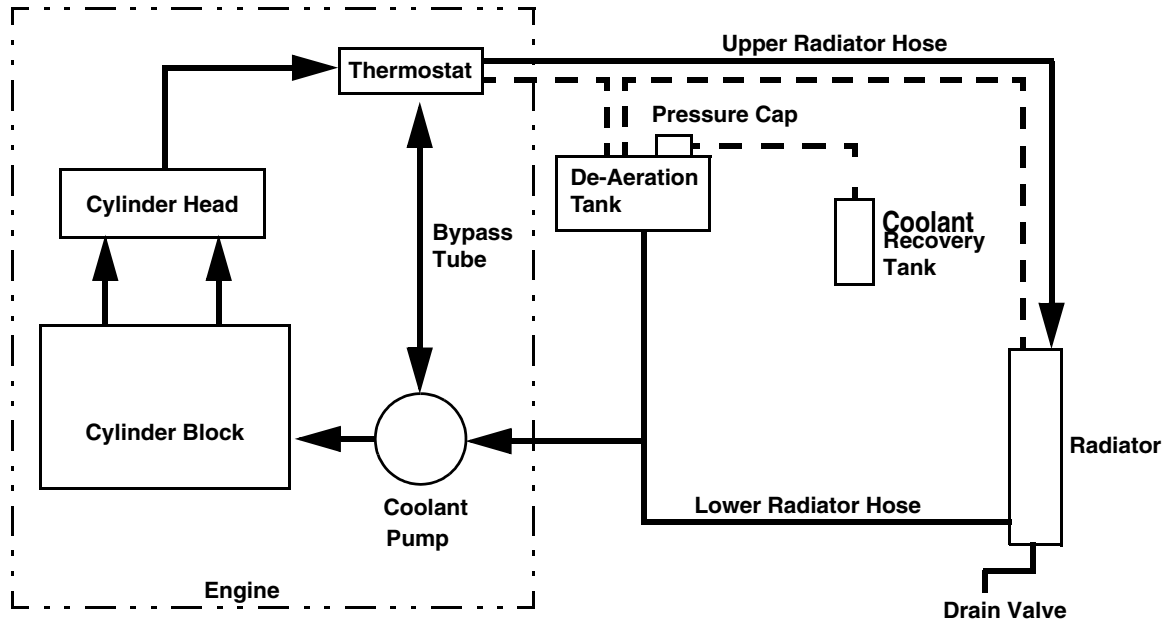 Upper Radiator Hose
Thermostat
Pressure Cap
De-Aeration
Tank
Cylinder Head
Bypass
Tube
Coolant
Recovery
Tank
Cylinder Block
Radiator
Coolant
Pump
Lower Radiator Hose
Engine
Drain Valve